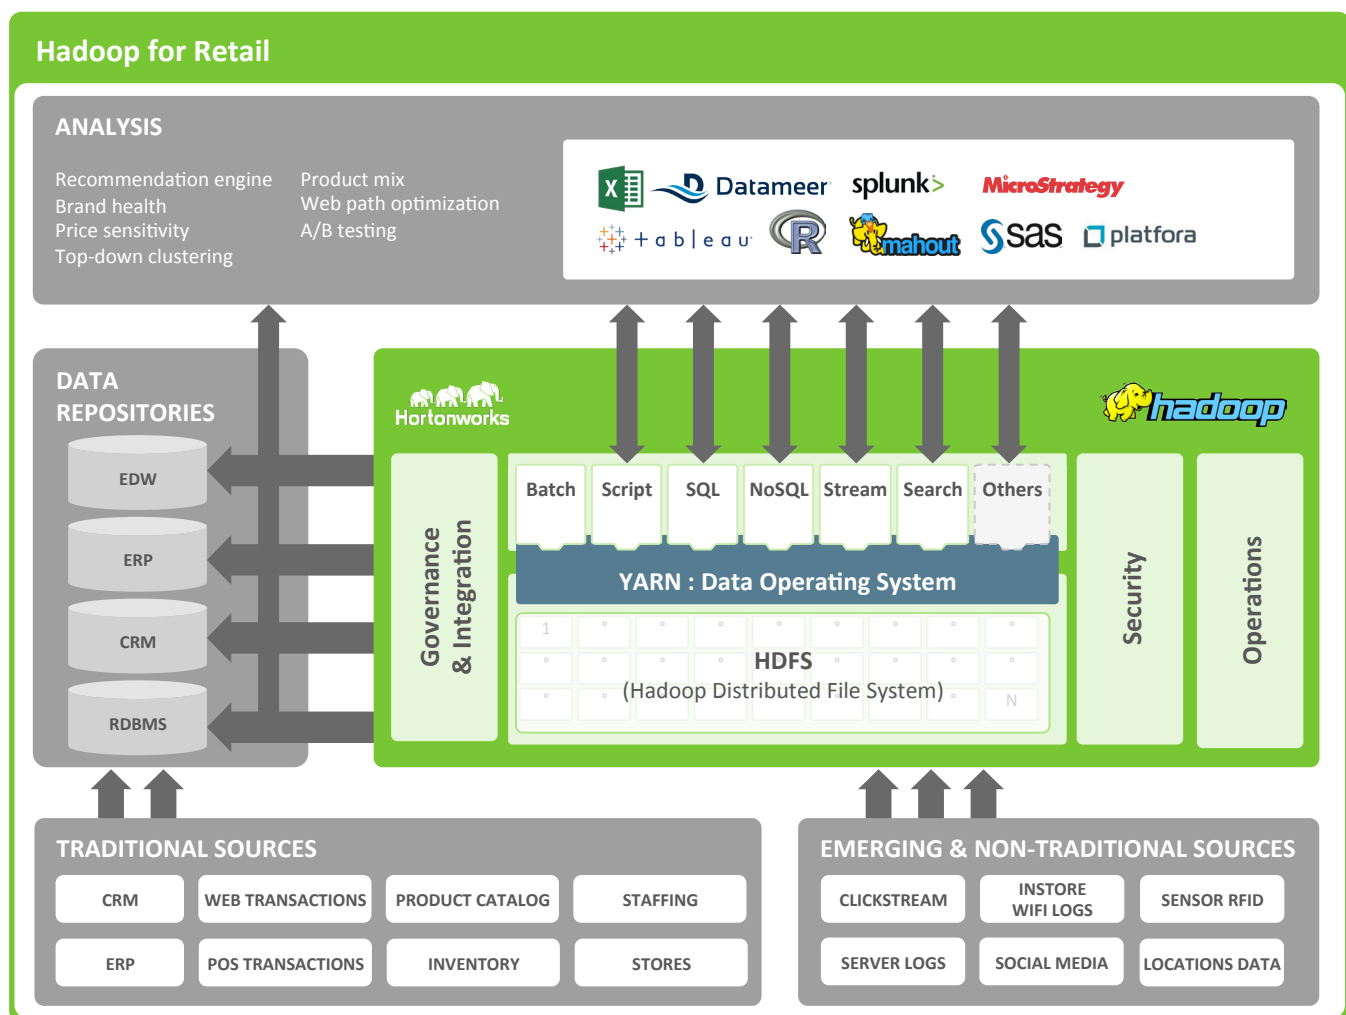 Hadoop for Retail
ANALYSIS
Recommendation engine
Brand health
Price sensitivity
Top-down clustering
Product mix
Web path optimization
A/B testing
X
Datameer
splunk>
MicroStrategy
+ableau
R
mahout
sas
platfora
DATA
REPOSITORIES
EDW
ERP
CRM
RDBMS
Hortonworks
hadoop
Governance
& Integration
Batch
Script
SQL
NoSQL
Stream
Search
Others
YARN : Data Operating System
1
HDFS
(Hadoop Distributed File System)
N
Security
Operations
TRADITIONAL SOURCES
CRM
WEB TRANSACTIONS
PRODUCT CATALOG
STAFFING
ERP
POS TRANSACTIONS
INVENTORY
STORES
EMERGING & NON-TRADITIONAL SOURCES
CLICKSTREAM
INSTORE
WIFI LOGS
SENSOR RFID
SERVER LOGS
SOCIAL MEDIA
LOCATIONS DATA